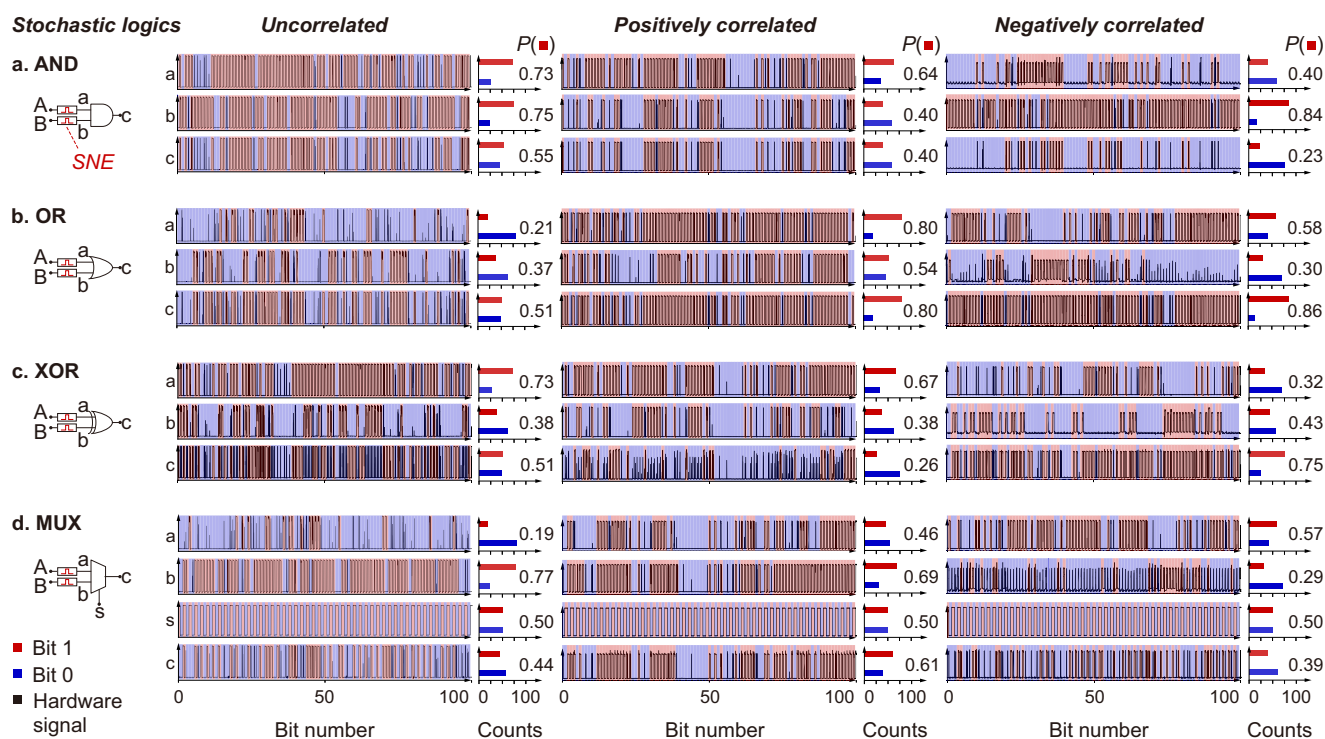 Stochastic logics Uncorrelated Positively correlated Negatively correlated
P(■) P(■) P(■)
a. AND
A a
B b c
SNE
a 0.73 0.64 0.40
b 0.75 0.40 0.84
c 0.55 0.40 0.23
0 50 100
b. OR
A a
B b c
a 0.21 0.80 0.58
b 0.37 0.54 0.30
c 0.51 0.80 0.86
c. XOR
A a
B b c
a 0.73 0.67 0.32
b 0.38 0.38 0.43
c 0.51 0.26 0.75
d. MUX
A a
B b c
s
a 0.19 0.46 0.57
b 0.77 0.69 0.29
s 0.50 0.50 0.50
c 0.44 0.61 0.39
Bit 1
Bit 0
Hardware
signal
0 50 100 0 100 0 50 100 0 100 0 50 100 0 100
Bit number Counts Bit number Counts Bit number Counts